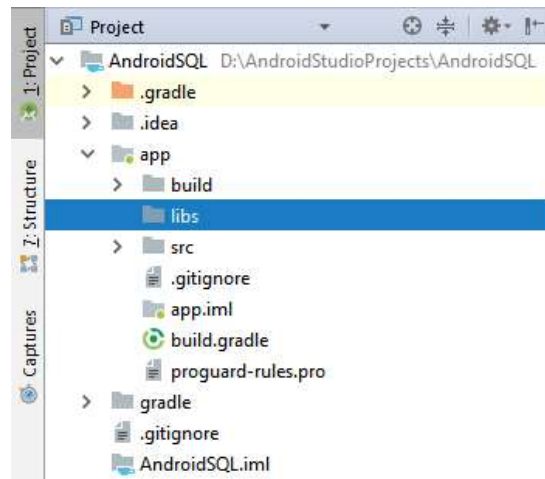 Project
1: Project
AndroidSQL D:\AndroidStudioProjects\AndroidSQL
.gradle
.idea
app
build
libs
7: Structure
src
.gitignore
app.iml
build.gradle
Captures
proguard-rules.pro
gradle
.gitignore
AndroidSQL.iml